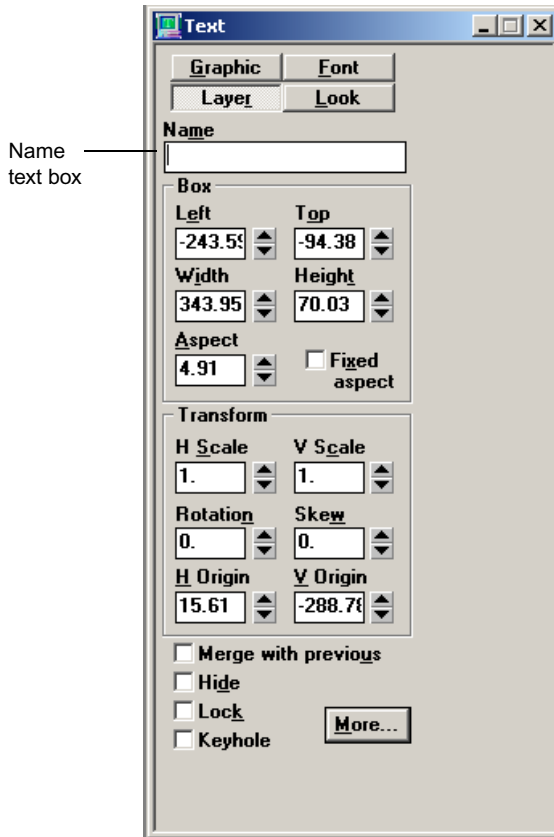 Text
Graphic Font
Layer Look
Name
Name
text box
Box
Left Top
-243.59 -94.38
Width Height
343.95 70.03
Aspect
4.91
Fixed
aspect
Transform
H Scale V Scale
1. 1.
Rotation Skew
0. 0.
H Origin V Origin
15.61 -288.78
Merge with previous
Hide
Lock
Keyhole
More...